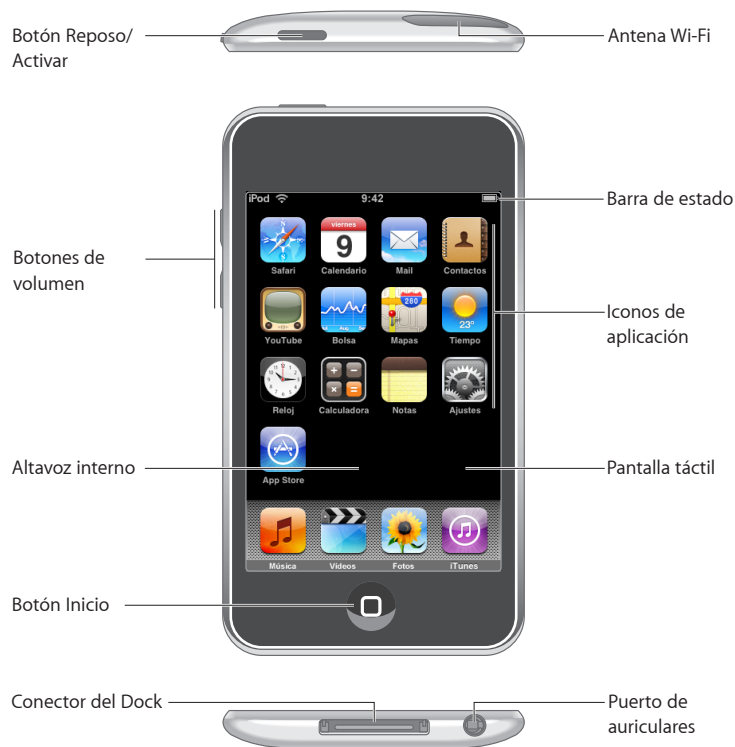 Botón Reposo/
Activar
Antena Wi-Fi
iPod 9:42
Barra de estado
viernes
9
280
Safari Calendario Mail Contactos
Botones de
volumen
23°
YouTube Bolsa Mapas Tiempo
Iconos de
aplicación
Reloj Calculadora Notas Ajustes
App Store
Altavoz interno
Pantalla táctil
Música Vídeos Fotos iTunes
Botón Inicio
Conector del Dock
Puerto de
auriculares